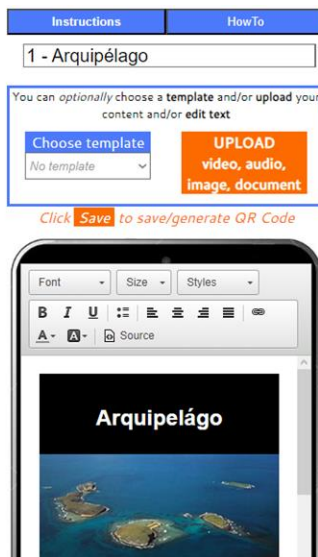 Instructions HowTo
1 - Arquipélago
You can optionally choose a template and/or upload your
content and/or edit text
Choose template
No template
UPLOAD
video, audio,
image, document
Click Save to save/generate QR Code
Font Size Styles
B I U
A A Source
Arquipelágo